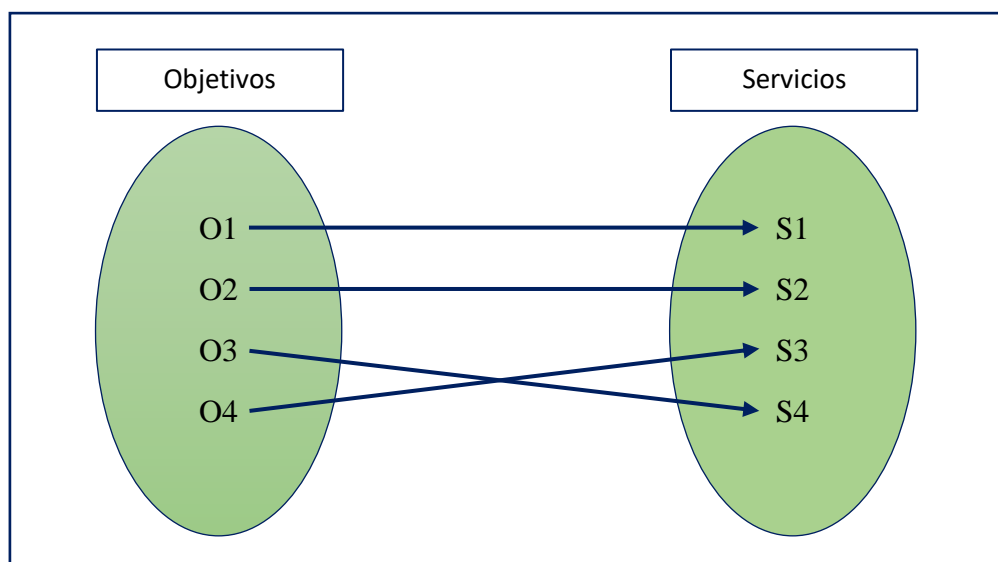 Objetivos
Servicios
O1
S1
O2
S2
O3
S3
O4
S4